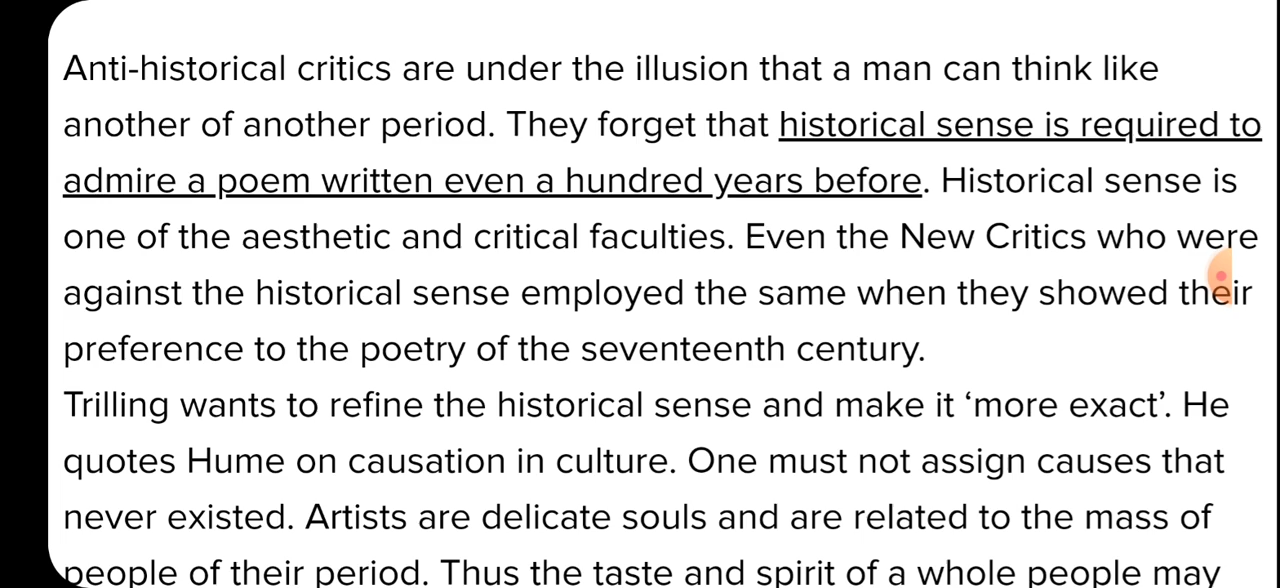 Anti-historical critics are under the illusion that a man can think like
another of another period. They forget that historical sense is required to
admire a poem written even a hundred years before. Historical sense is
one of the aesthetic and critical faculties. Even the New Critics who were
against the historical sense employed the same when they showed their
preference to the poetry of the seventeenth century.
Trilling wants to refine the historical sense and make it ‘more exact’. He
quotes Hume on causation in culture. One must not assign causes that
never existed. Artists are delicate souls and are related to the mass of
people of their period. Thus the taste and spirit of a whole people may